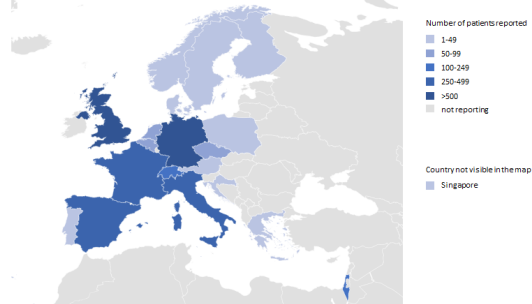 Number of patients reported
1-49
50-99
100-249
250-499
>500
not reporting
Country not visible in the map
Singapore